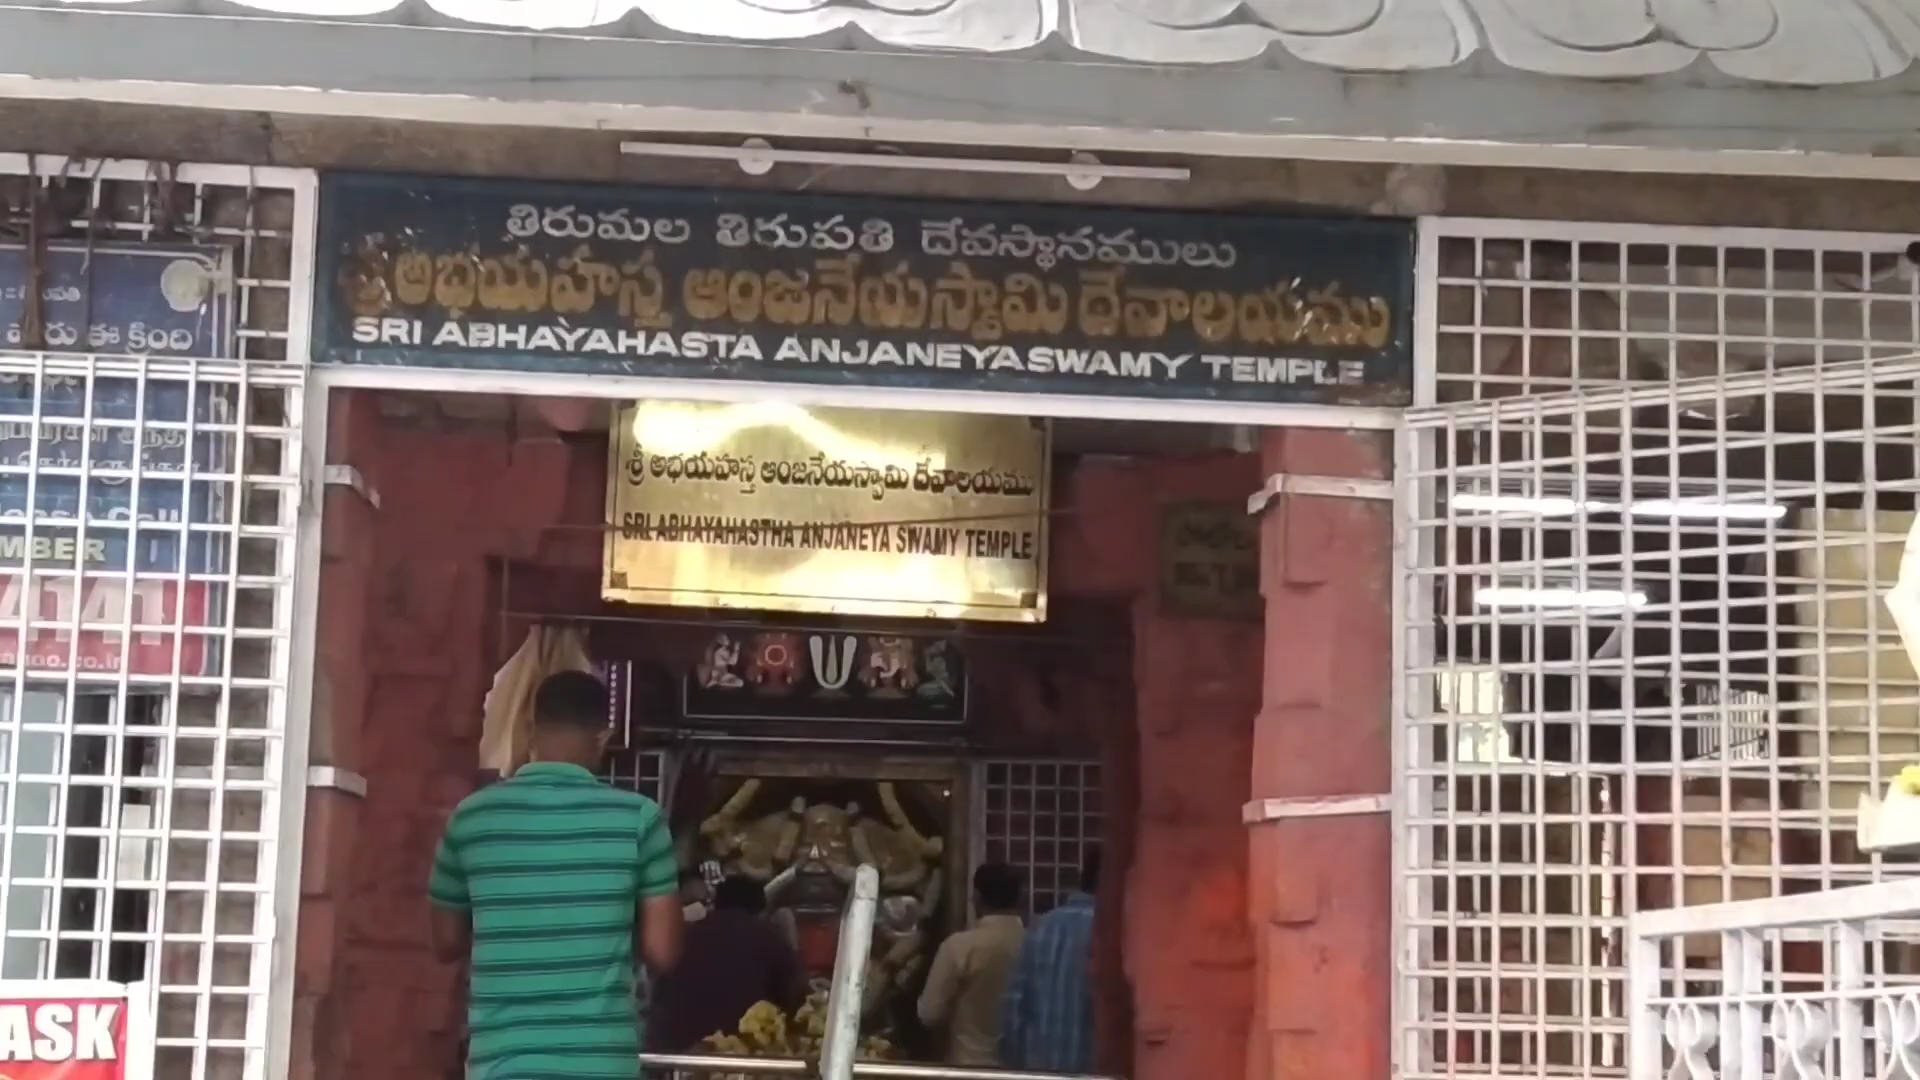 తిరుమల తిరుపతి దేవస్థానములు
శ్రీ అభయహస్త ఆంజనేయస్వామి దేవాలయము
SRI ABHAYAHASTA ANJANEYASWAMY TEMPLE
శ్రీ అభయహస్త ఆంజనేయస్వామి దేవాలయము
SRI ABHAYAHASTHA ANJANEYA SWAMY TEMPLE
ఈ క్రింది
Call
MBER
4141
ASK